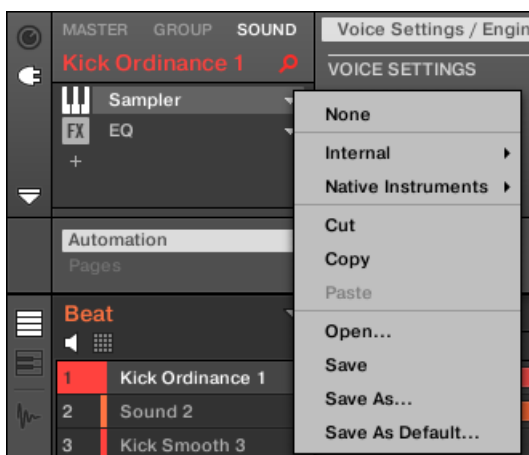 MASTER GROUP SOUND
Voice Settings / Engin
Kick Ordinance 1
VOICE SETTINGS
Sampler
FX EQ
+
None
Internal
Native Instruments
Cut
Copy
Paste
Open...
Save
Save As...
Save As Default...
Automation
Pages
Beat
1 Kick Ordinance 1
2 Sound 2
3 Kick Smooth 3